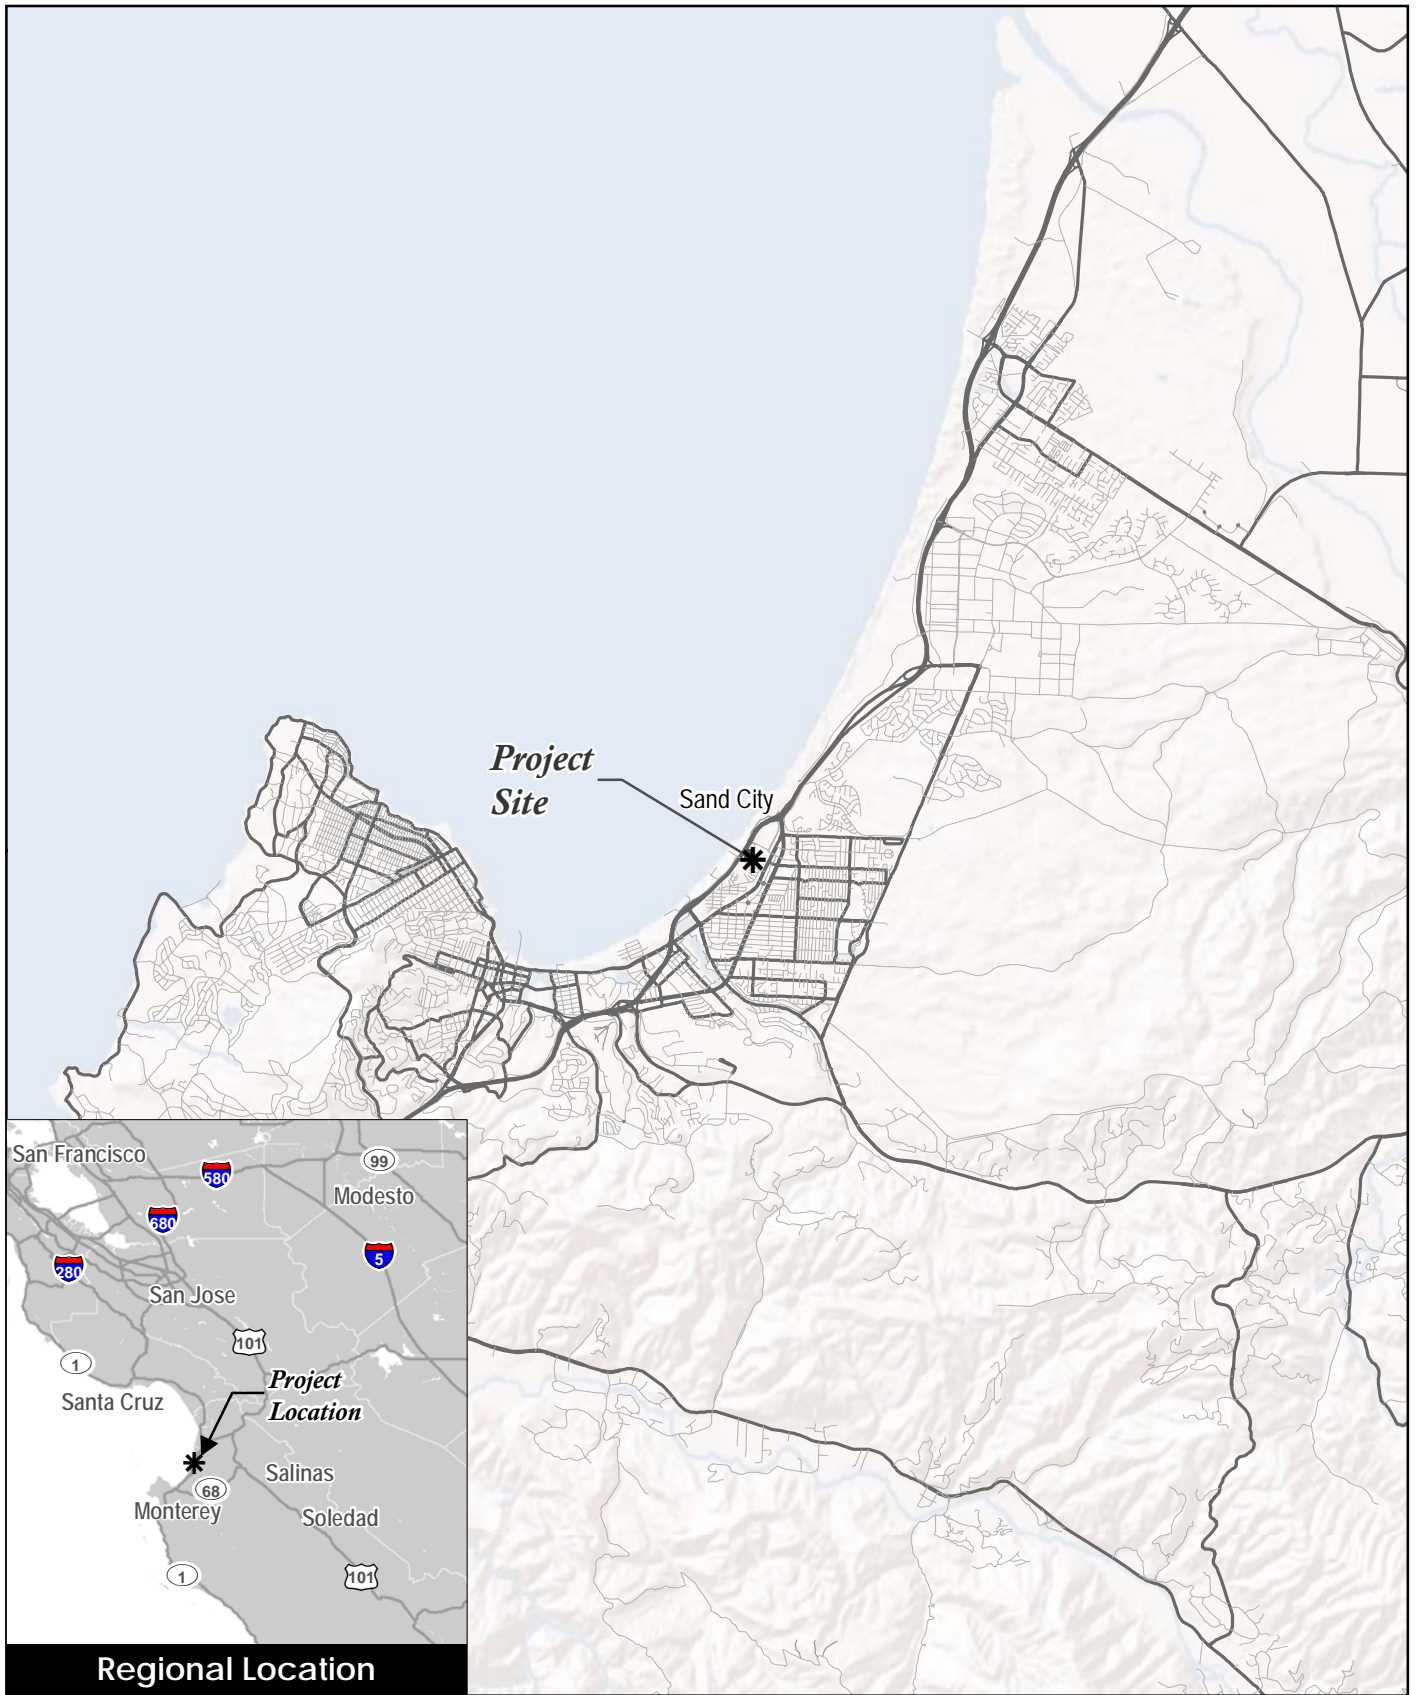 Project
Site
Sand City
San Francisco
580
99
Modesto
680
5
280
San Jose
101
1
Project
Location
Santa Cruz
Salinas
68
Monterey
Soledad
1
101
Regional Location